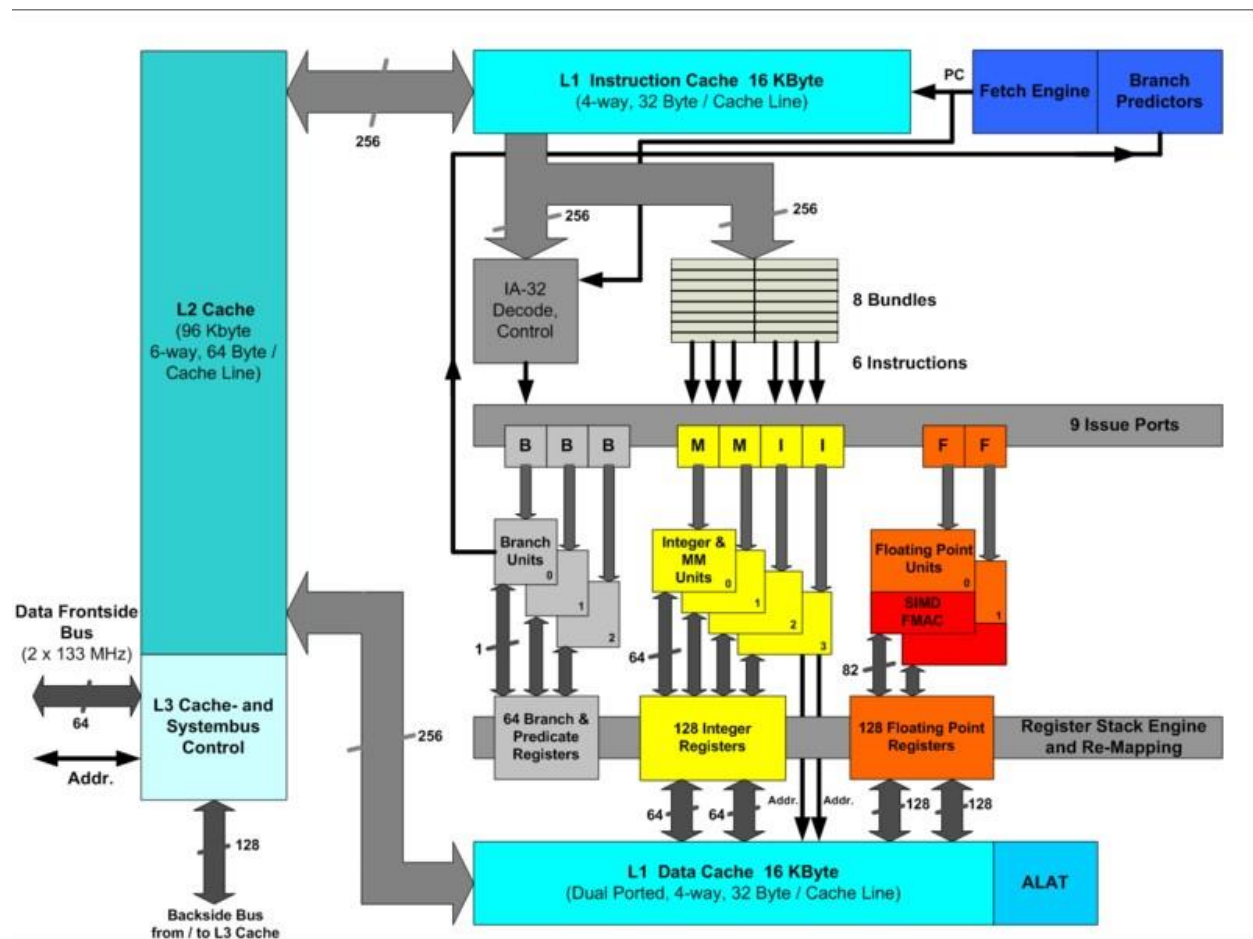 L1 Instruction Cache 16 KByte
(4-way, 32 Byte / Cache Line)
PC
Fetch Engine
Branch
Predictors
256
256
256
L2 Cache
(96 Kbyte
6-way, 64 Byte /
Cache Line)
IA-32
Decode,
Control
8 Bundles
6 Instructions
9 Issue Ports
B
B
B
M
M
I
I
F
F
Branch
Units
0
1
2
Integer &
MM
Units
0
1
2
3
Floating Point
Units
0
SIMD
FMAC
1
Data Frontside
Bus
(2 x 133 MHz)
64
Addr.
L3 Cache- and
Systembus
Control
128
Backside Bus
from / to L3 Cache
256
1
64
82
64 Branch &
Predicate
Registers
128 Integer
Registers
128 Floating Point
Registers
Register Stack Engine
and Re-Mapping
64
64
Addr.
Addr.
128
128
L1 Data Cache 16 KByte
(Dual Ported, 4-way, 32 Byte / Cache Line)
ALAT